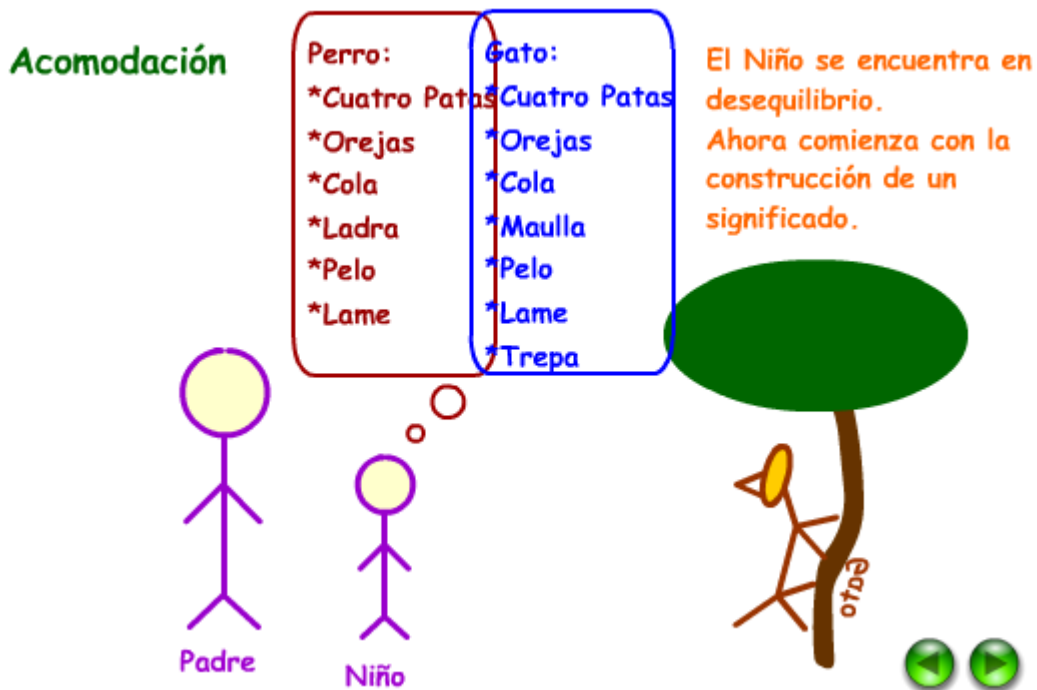 Acomodación
Perro:
*Cuatro Patas
*Orejas
*Cola
*Ladra
*Pelo
*Lame
Gato:
*Cuatro Patas
*Orejas
*Cola
*Maulla
*Pelo
*Lame
*Trepa
El Niño se encuentra en
desequilibrio.
Ahora comienza con la
construcción de un
significado.
Padre
Niño
Gato